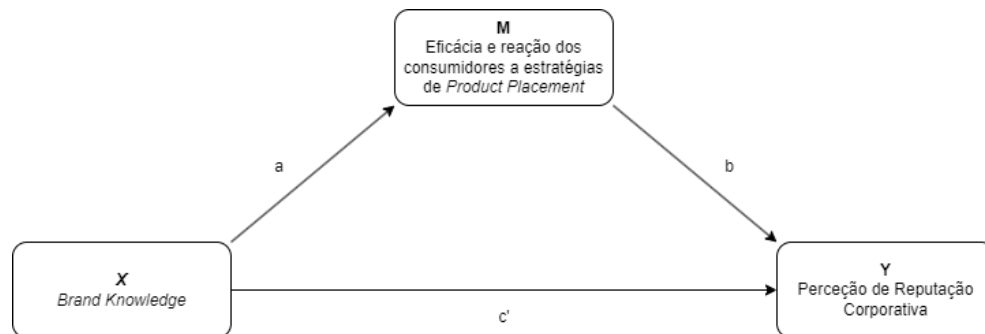 M
Eficácia e reação dos
consumidores a estratégias
de Product Placement
a
b
X
Brand Knowledge
Y
Perceção de Reputação
Corporativa
c'